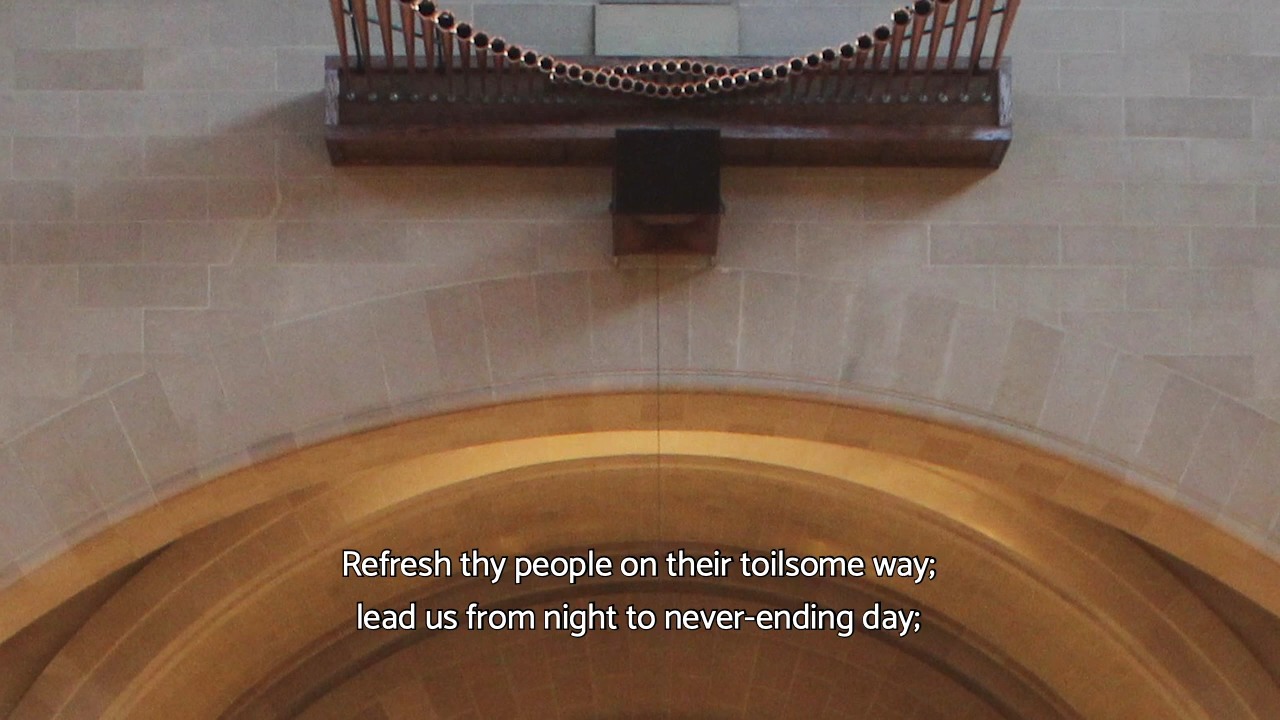 Refresh thy people on their toilsome way;
lead us from night to never-ending day;